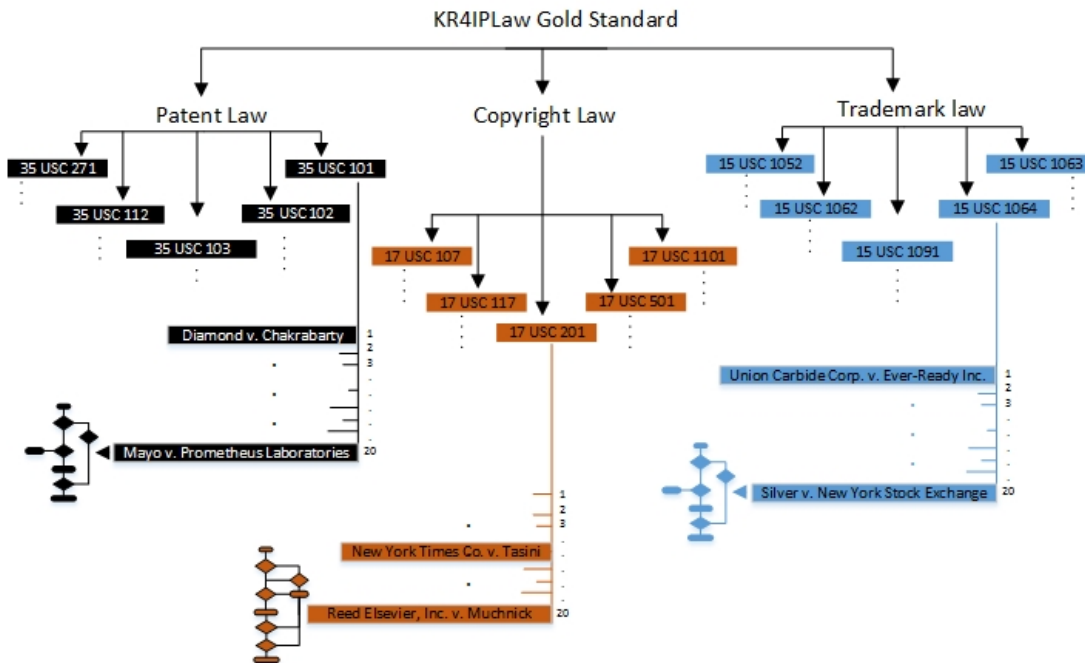 KR4IPLaw Gold Standard
Patent Law
Copyright Law
Trademark law
35 USC 271
35 USC 101
35 USC 112
35 USC 102
35 USC 103
17 USC 107
17 USC 1101
17 USC 117
17 USC 501
17 USC 201
15 USC 1052
15 USC 1063
15 USC 1062
15 USC 1064
15 USC 1091
Diamond v. Chakrabarty
1
2
3
Mayo v. Prometheus Laboratories
20
1
2
3
New York Times Co. v. Tasini
Reed Elsevier, Inc. v. Muchnick
20
Union Carbide Corp. v. Ever-Ready Inc.
1
2
3
Silver v. New York Stock Exchange
20